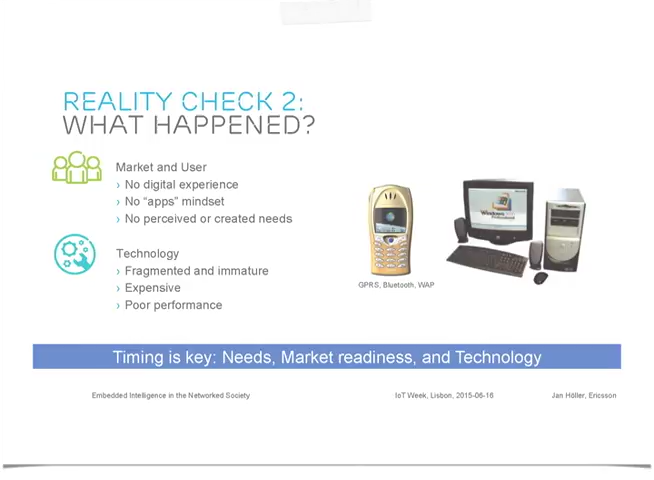 REALITY CHECK 2:
WHAT HAPPENED?
Market and User
› No digital experience
› No “apps” mindset
› No perceived or created needs
Technology
› Fragmented and immature
› Expensive
› Poor performance
GPRS, Bluetooth, WAP
Windows
Professional
Timing is key: Needs, Market readiness, and Technology
Embedded Intelligence in the Networked Society
IoT Week, Lisbon, 2015-06-16
Jan Höller, Ericsson